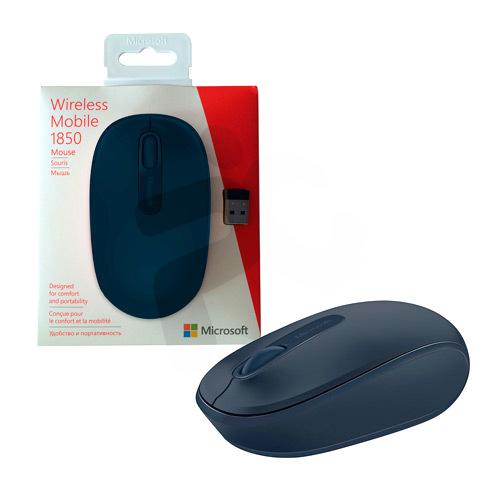 Microsoft
Wireless
Mobile
1850
Mouse
Souris
Мышь
Designed
for comfort
and portability
Conçue pour
le confort et la mobilité
Удобство и портативность
Microsoft